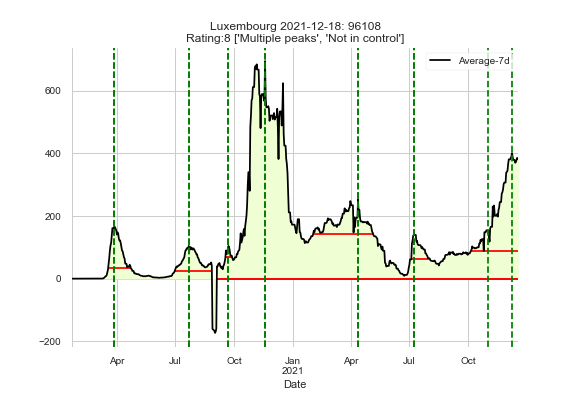 Luxembourg 2021-12-18: 96108
Rating:8 ['Multiple peaks', 'Not in control']
Average-7d
600
400
200
0
−200
Apr
Jul
Oct
Jan
2021
Apr
Jul
Oct
Date